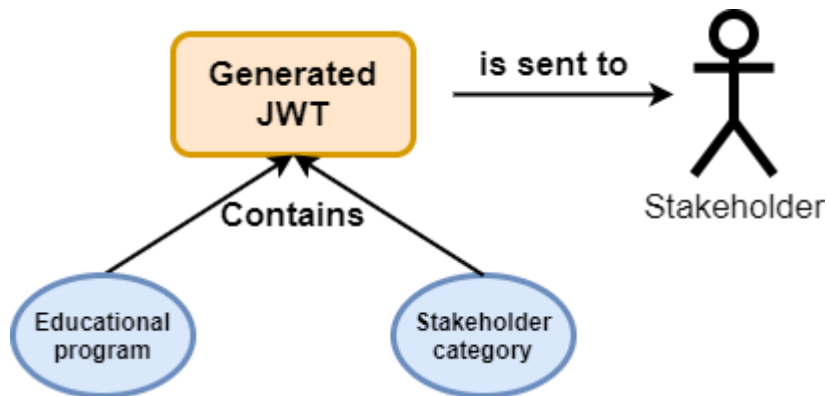 Generated
JWT
is sent to
Stakeholder
Contains
Educational
program
Stakeholder
category